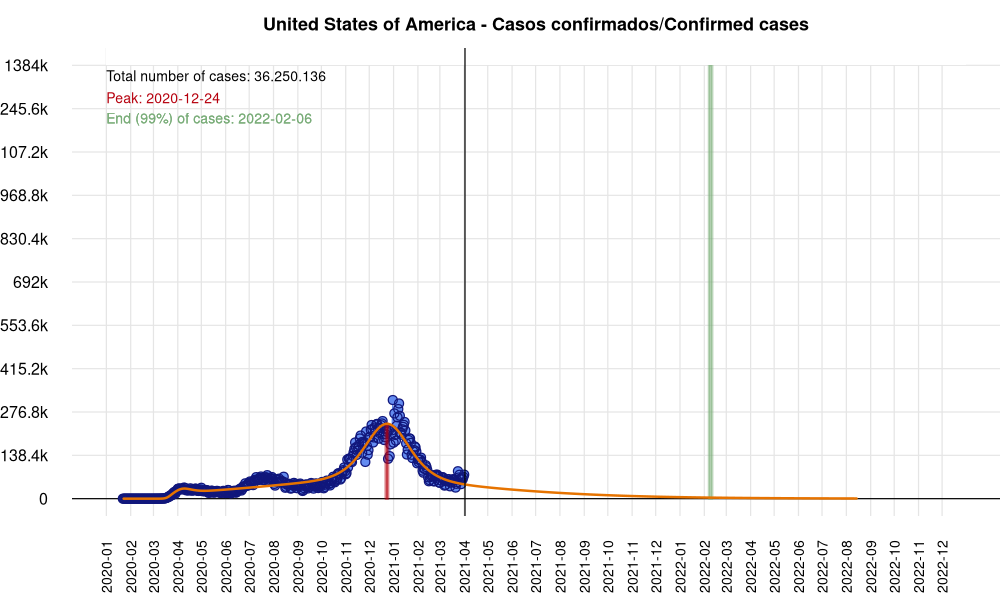 United States of America - Casos confirmados/Confirmed cases
Total number of cases: 36.250.136
Peak: 2020-12-24
End (99%) of cases: 2022-02-06
1384k
245.6k
107.2k
968.8k
830.4k
692k
553.6k
415.2k
276.8k
138.4k
0
2020-01
2020-02
2020-03
2020-04
2020-05
2020-06
2020-07
2020-08
2020-09
2020-10
2020-11
2020-12
2021-01
2021-02
2021-03
2021-04
2021-05
2021-06
2021-07
2021-08
2021-09
2021-10
2021-11
2021-12
2022-01
2022-02
2022-03
2022-04
2022-05
2022-06
2022-07
2022-08
2022-09
2022-10
2022-11
2022-12